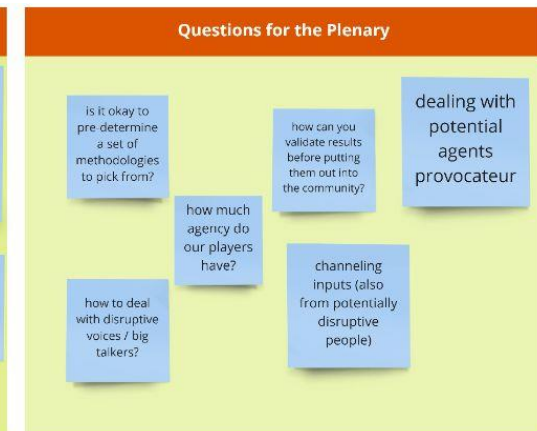 Questions for the Plenary
is it okay to
pre-determine
a set of
methodologies
to pick from?
how can you
validate results
before putting
them out into
the community?
dealing with
potential
agents
provocateur
how much
agency do
our players
have?
channeling
inputs (also
from potentially
disruptive
people)
how to deal
with disruptive
voices / big
talkers?